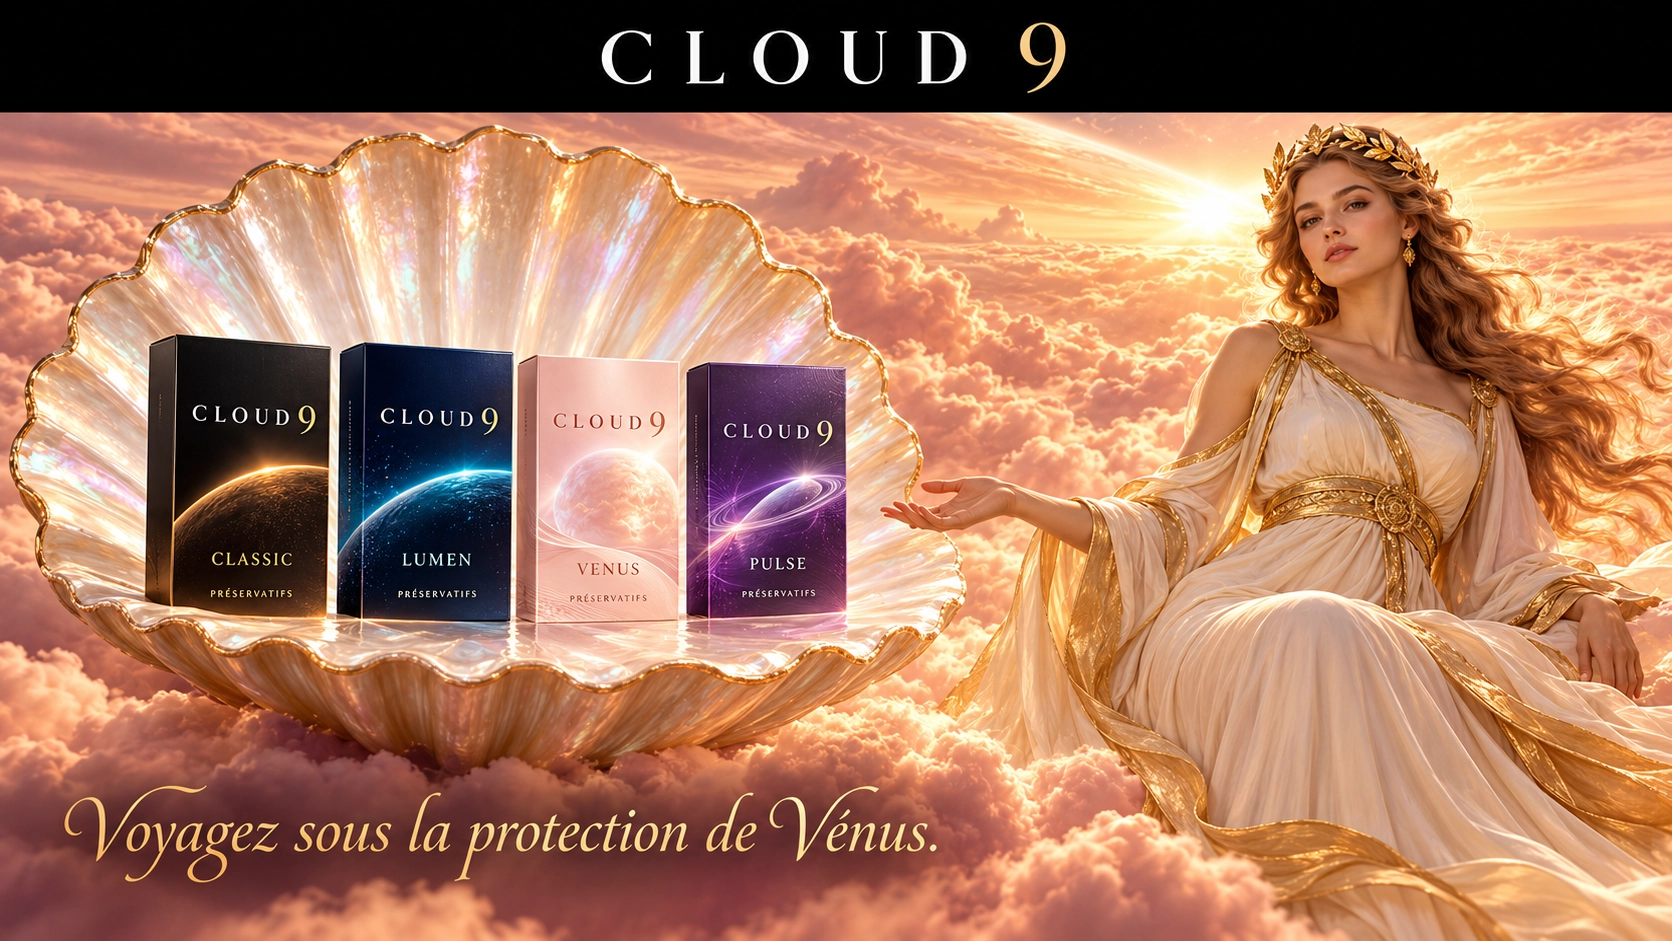 CLOUD 9
CLOUD 9
CLASSIC
PRÉSERVATIFS
CLOUD 9
LUMEN
PRÉSERVATIFS
CLOUD 9
VENUS
PRÉSERVATIFS
CLOUD 9
PULSE
PRÉSERVATIFS
Voyagez sous la protection de Vénus.